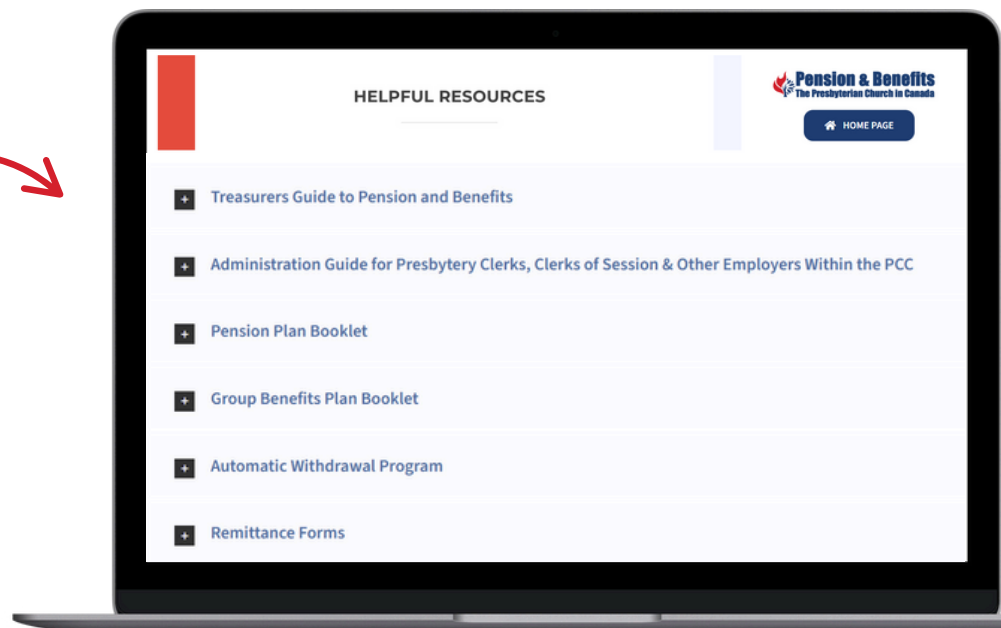 HELPFUL RESOURCES
Pension & Benefits
The Presbyterian Church in Canada
HOME PAGE
Treasurers Guide to Pension and Benefits
Administration Guide for Presbytery Clerks, Clerks of Session & Other Employers Within the PCC
Pension Plan Booklet
Group Benefits Plan Booklet
Automatic Withdrawal Program
Remittance Forms